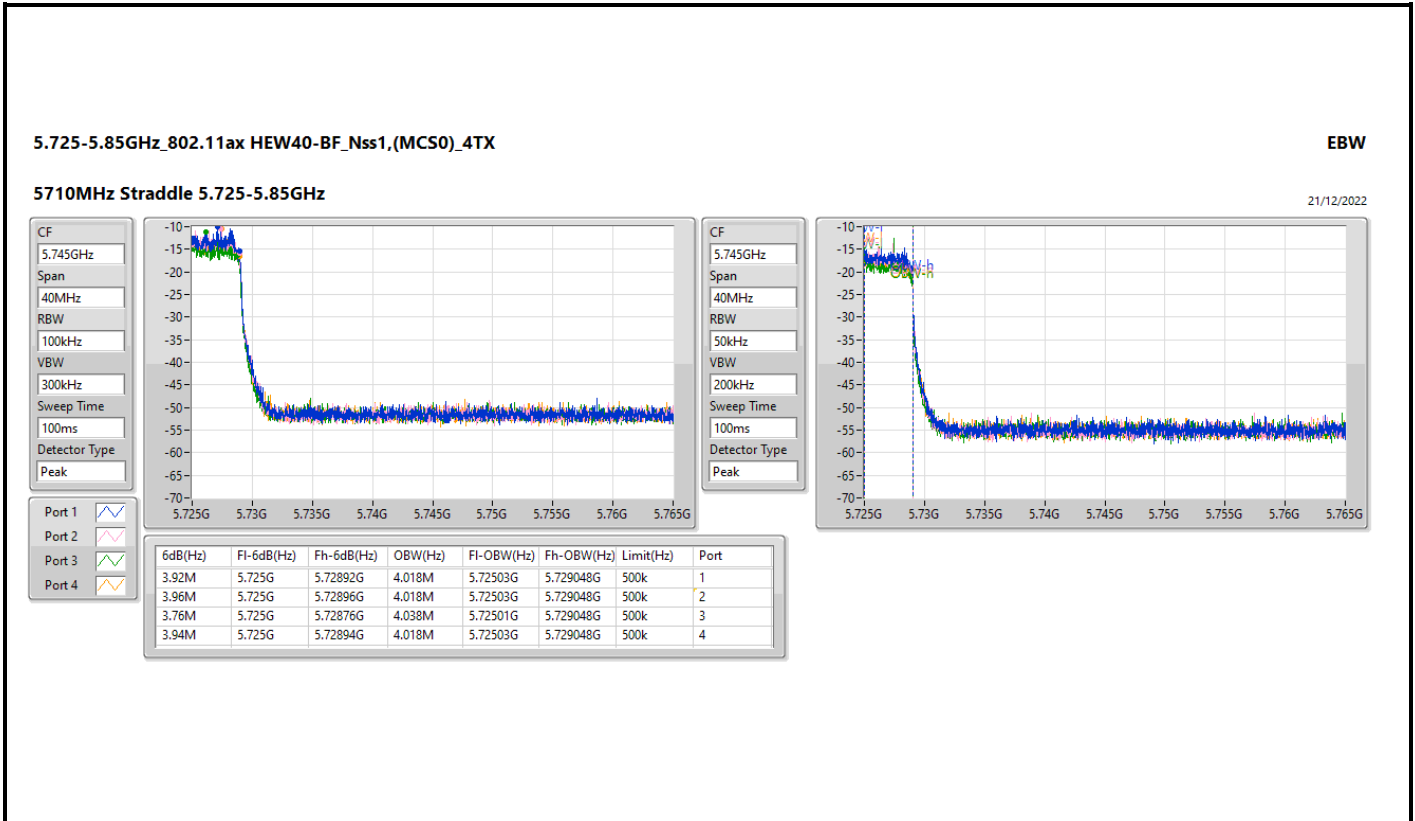 5.725-5.85GHz_802.11ax HEW40-BF_Nss1,(MCS0)_4TX
EBW
5710MHz Straddle 5.725-5.85GHz
21/12/2022
CF
5.745GHz
Span
40MHz
RBW
100kHz
VBW
300kHz
Sweep Time
100ms
Detector Type
Peak
-10
-15
-20
-25
-30
-35
-40
-45
-50
-55
-60
-65
-70
5.725G 5.73G 5.735G 5.74G 5.745G 5.75G 5.755G 5.76G 5.765G
CF
5.745GHz
Span
40MHz
RBW
50kHz
VBW
200kHz
Sweep Time
100ms
Detector Type
Peak
-10
-15
-20
-25
-30
-35
-40
-45
-50
-55
-60
-65
-70
5.725G 5.73G 5.735G 5.74G 5.745G 5.75G 5.755G 5.76G 5.765G
Port 1
Port 2
Port 3
Port 4
6dB(Hz) Fl-6dB(Hz) Fh-6dB(Hz) OBW(Hz) Fl-OBW(Hz) Fh-OBW(Hz) Limit(Hz) Port
3.92M 5.725G 5.72892G 4.018M 5.72503G 5.729048G 500k 1
3.96M 5.725G 5.72896G 4.018M 5.72503G 5.729048G 500k 2
3.76M 5.725G 5.72876G 4.038M 5.72501G 5.729048G 500k 3
3.94M 5.725G 5.72894G 4.018M 5.72503G 5.729048G 500k 4